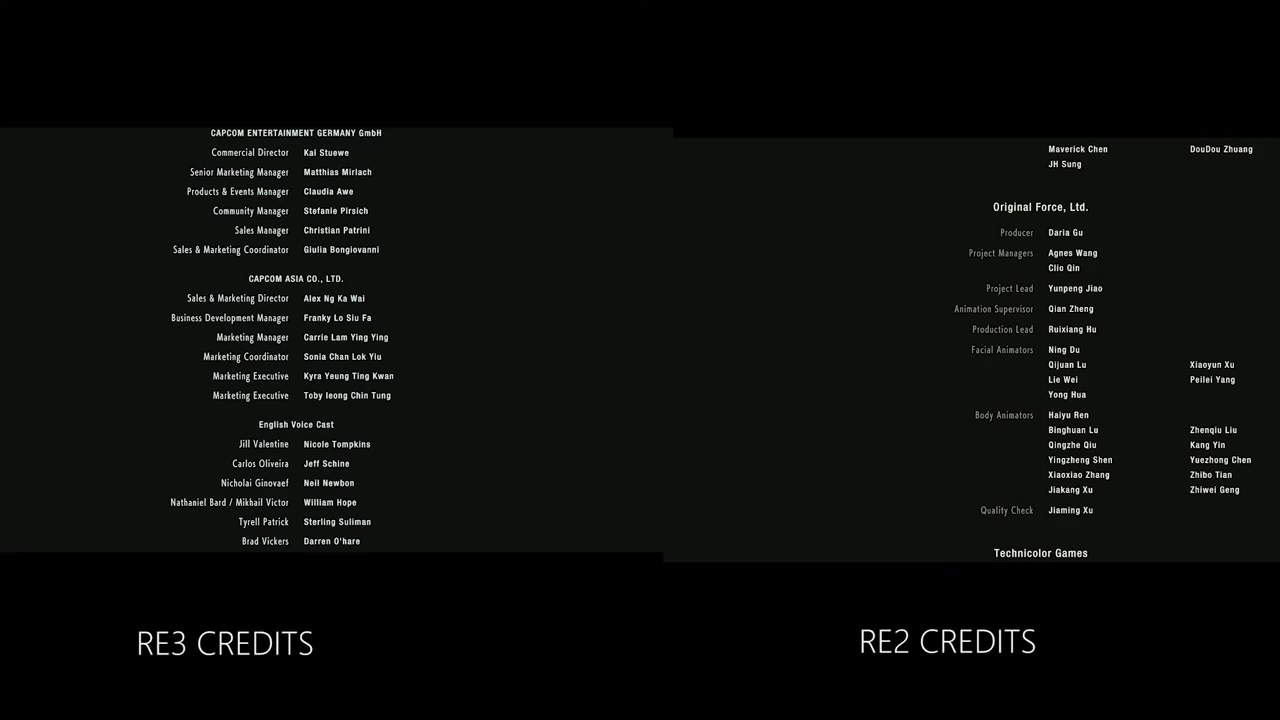 CAPCOM ENTERTAINMENT GERMANY GmbH
Commercial Director Kai Stuewe
Senior Marketing Manager Matthias Mirlach
Products & Events Manager Claudia Awe
Community Manager Stefanie Pirsich
Sales Manager Christian Patrini
Sales & Marketing Coordinator Giulia Bongiovanni
CAPCOM ASIA CO., LTD.
Sales & Marketing Director Alex Ng Ka Wai
Business Development Manager Franky Lo Siu Fa
Marketing Manager Carrie Lam Ying Ying
Marketing Coordinator Sonia Chan Lok Yiu
Marketing Executive Kyra Yeung Ting Kwan
Marketing Executive Toby Ieong Chin Tung
English Voice Cast
Jill Valentine Nicole Tompkins
Carlos Oliveira Jeff Schine
Nicholai Ginovaef Neil Newbon
Nathaniel Bard / Mikhail Victor William Hope
Tyrell Patrick Sterling Suliman
Brad Vickers Darren O'hare
RE3 CREDITS
Maverick Chen DouDou Zhuang
JH Sung
Original Force, Ltd.
Producer Daria Gu
Project Managers Agnes Wang
Clio Qin
Project Lead Yunpeng Jiao
Animation Supervisor Qian Zheng
Production Lead Ruixiang Hu
Facial Animators Ning Du
Qijuan Lu Xiaoyun Xu
Lie Wei Peilei Yang
Yong Hua
Body Animators Haiyu Ren
Binghuan Lu Zhenqiu Liu
Qingzhe Qiu Kang Yin
Yingzheng Shen Yuezhong Chen
Xiaoxiao Zhang Zhibo Tian
Jiakang Xu Zhiwei Geng
Quality Check Jiaming Xu
Technicolor Games
RE2 CREDITS